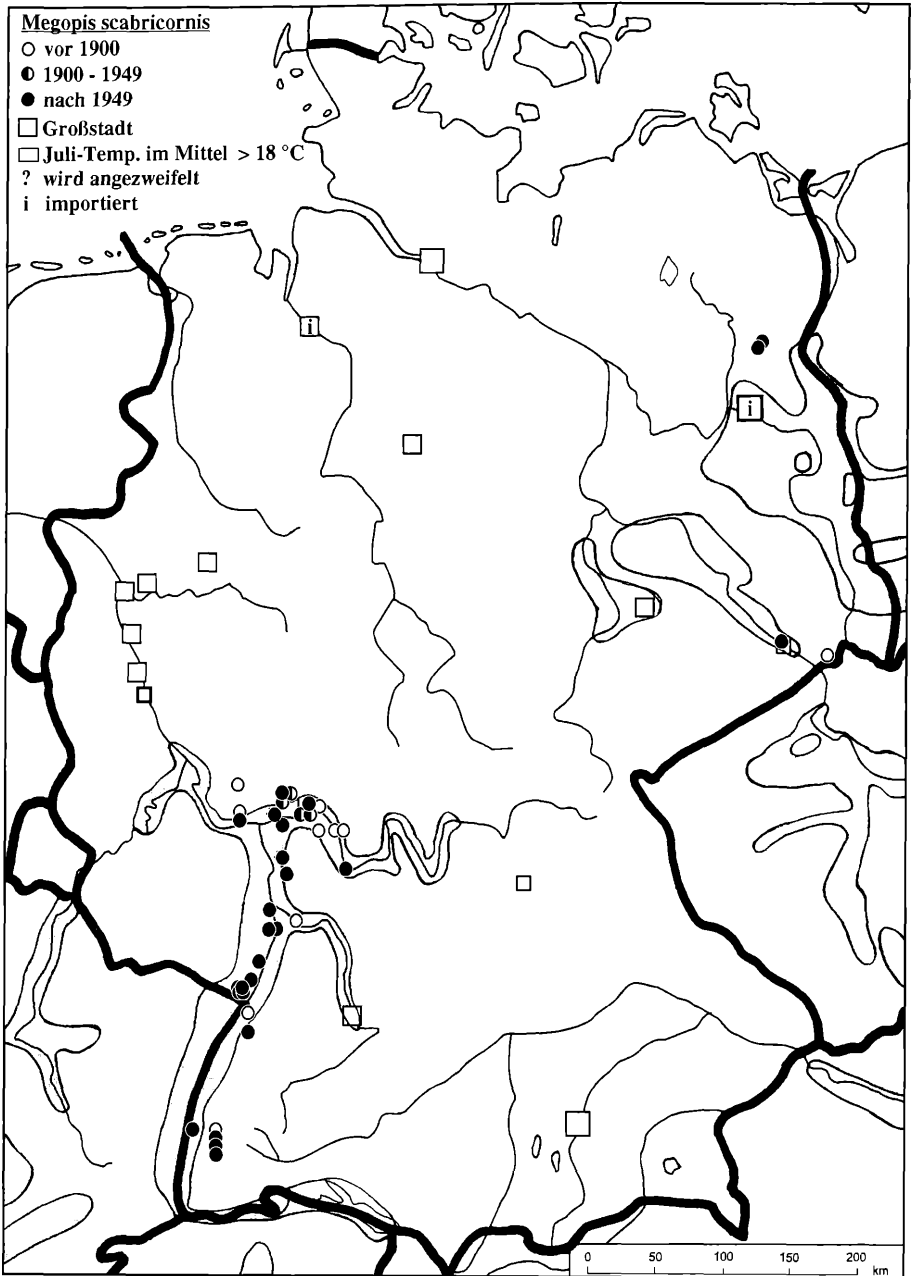 Megopis scabricornis
vor 1900
1900 - 1949
nach 1949
Großstadt
Juli-Temp. im Mittel > 18 °C
? wird angezweifelt
i importiert
i
i
0 50 100 150 200
km